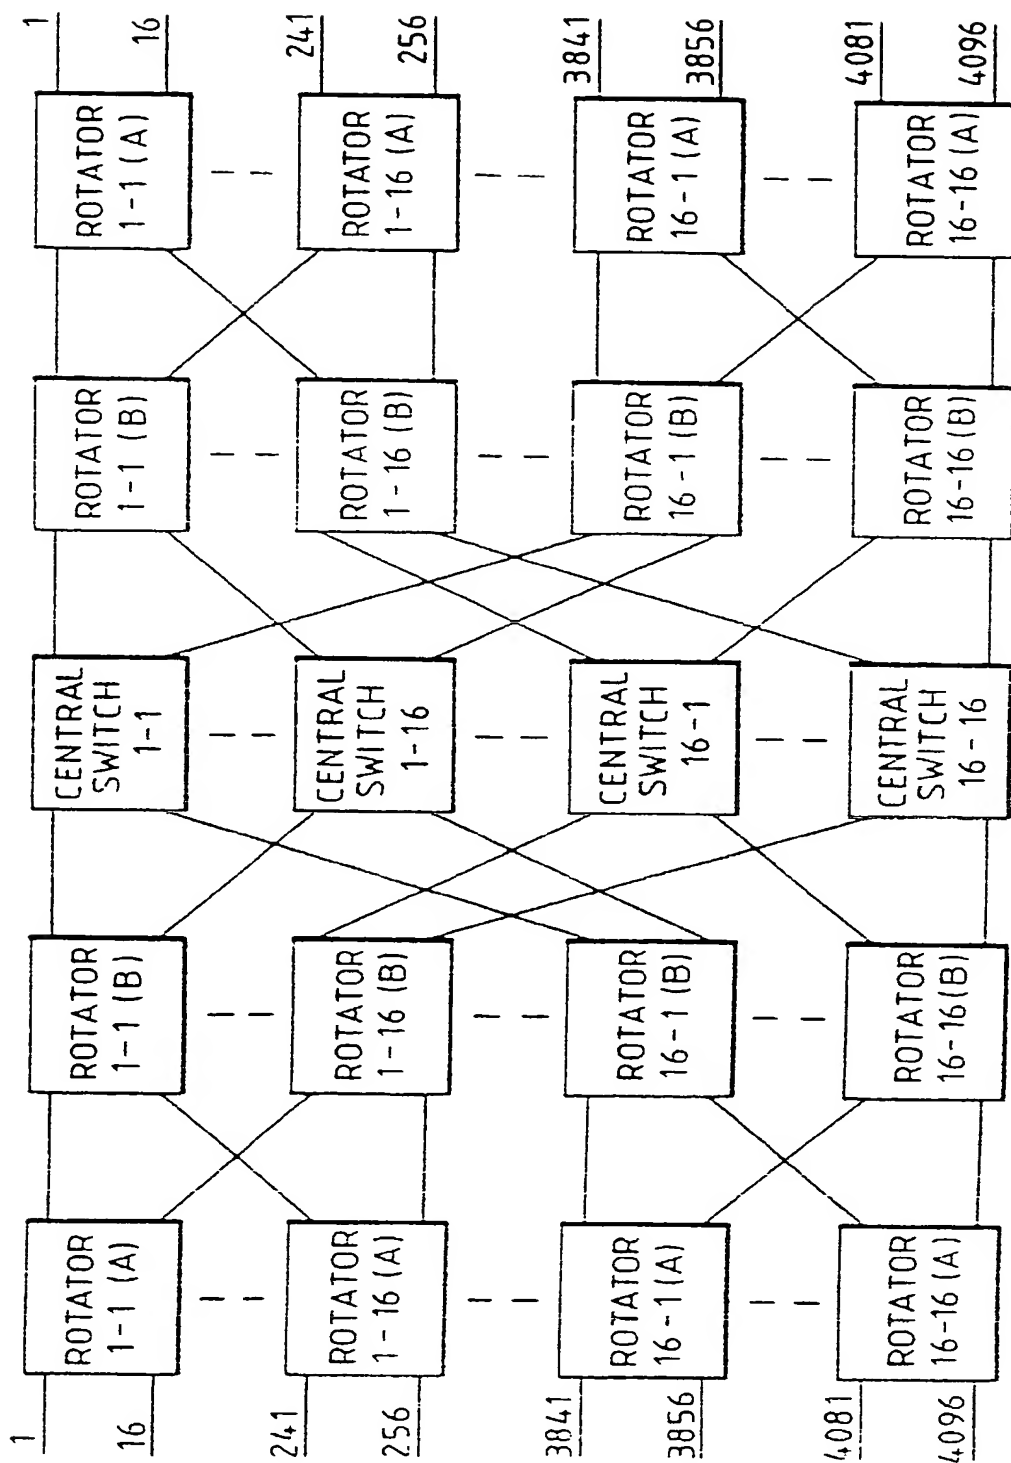 1
16
241
256
3841
3856
4081
4096
ROTATOR
1-1 (A)
ROTATOR
1-16 (A)
ROTATOR
16-1 (A)
ROTATOR
16-16 (A)
ROTATOR
1-1 (B)
ROTATOR
1-16 (B)
ROTATOR
16-1 (B)
ROTATOR
16-16(B)
CENTRAL
SWITCH
1-1
CENTRAL
SWITCH
1-16
CENTRAL
SWITCH
16-1
CENTRAL
SWITCH
16-16
ROTATOR
1-1 (B)
ROTATOR
1-16 (B)
ROTATOR
16-1 (B)
ROTATOR
16-16(B)
ROTATOR
1-1 (A)
ROTATOR
1-16 (A)
ROTATOR
16-1(A)
ROTATOR
16-16 (A)
1
16
241
256
3841
3856
4081
4096